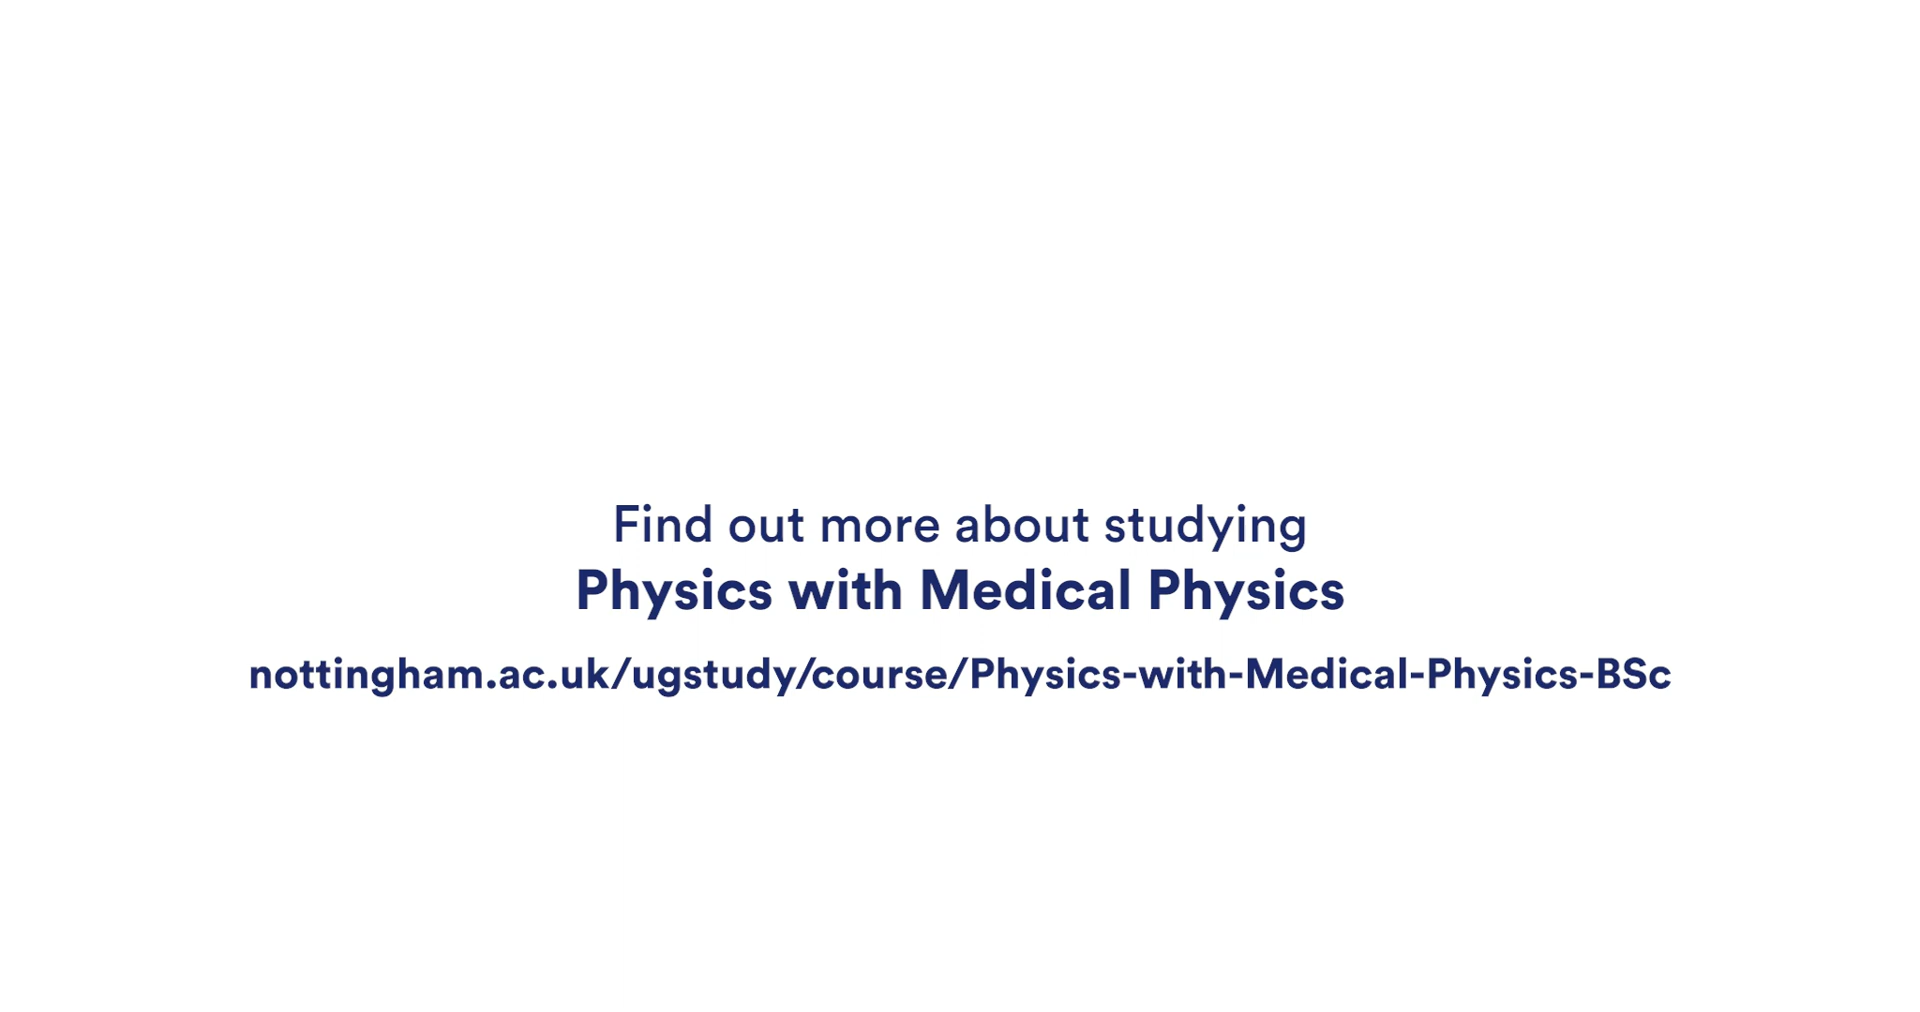 Find out more about studying
Physics with Medical Physics
nottingham.ac.uk/ugstudy/course/Physics-with-Medical-Physics-BSc